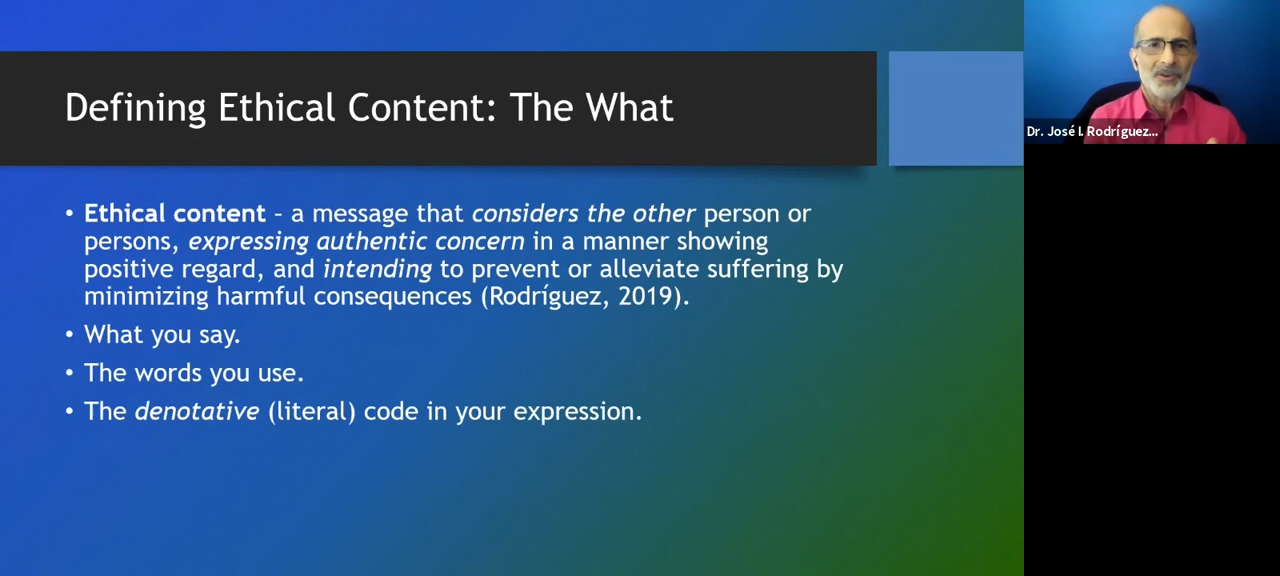 Defining Ethical Content: The What
• Ethical content – a message that considers the other person or
persons, expressing authentic concern in a manner showing
positive regard, and intending to prevent or alleviate suffering by
minimizing harmful consequences (Rodríguez, 2019).
• What you say.
• The words you use.
• The denotative (literal) code in your expression.
Dr. José I. Rodríguez...